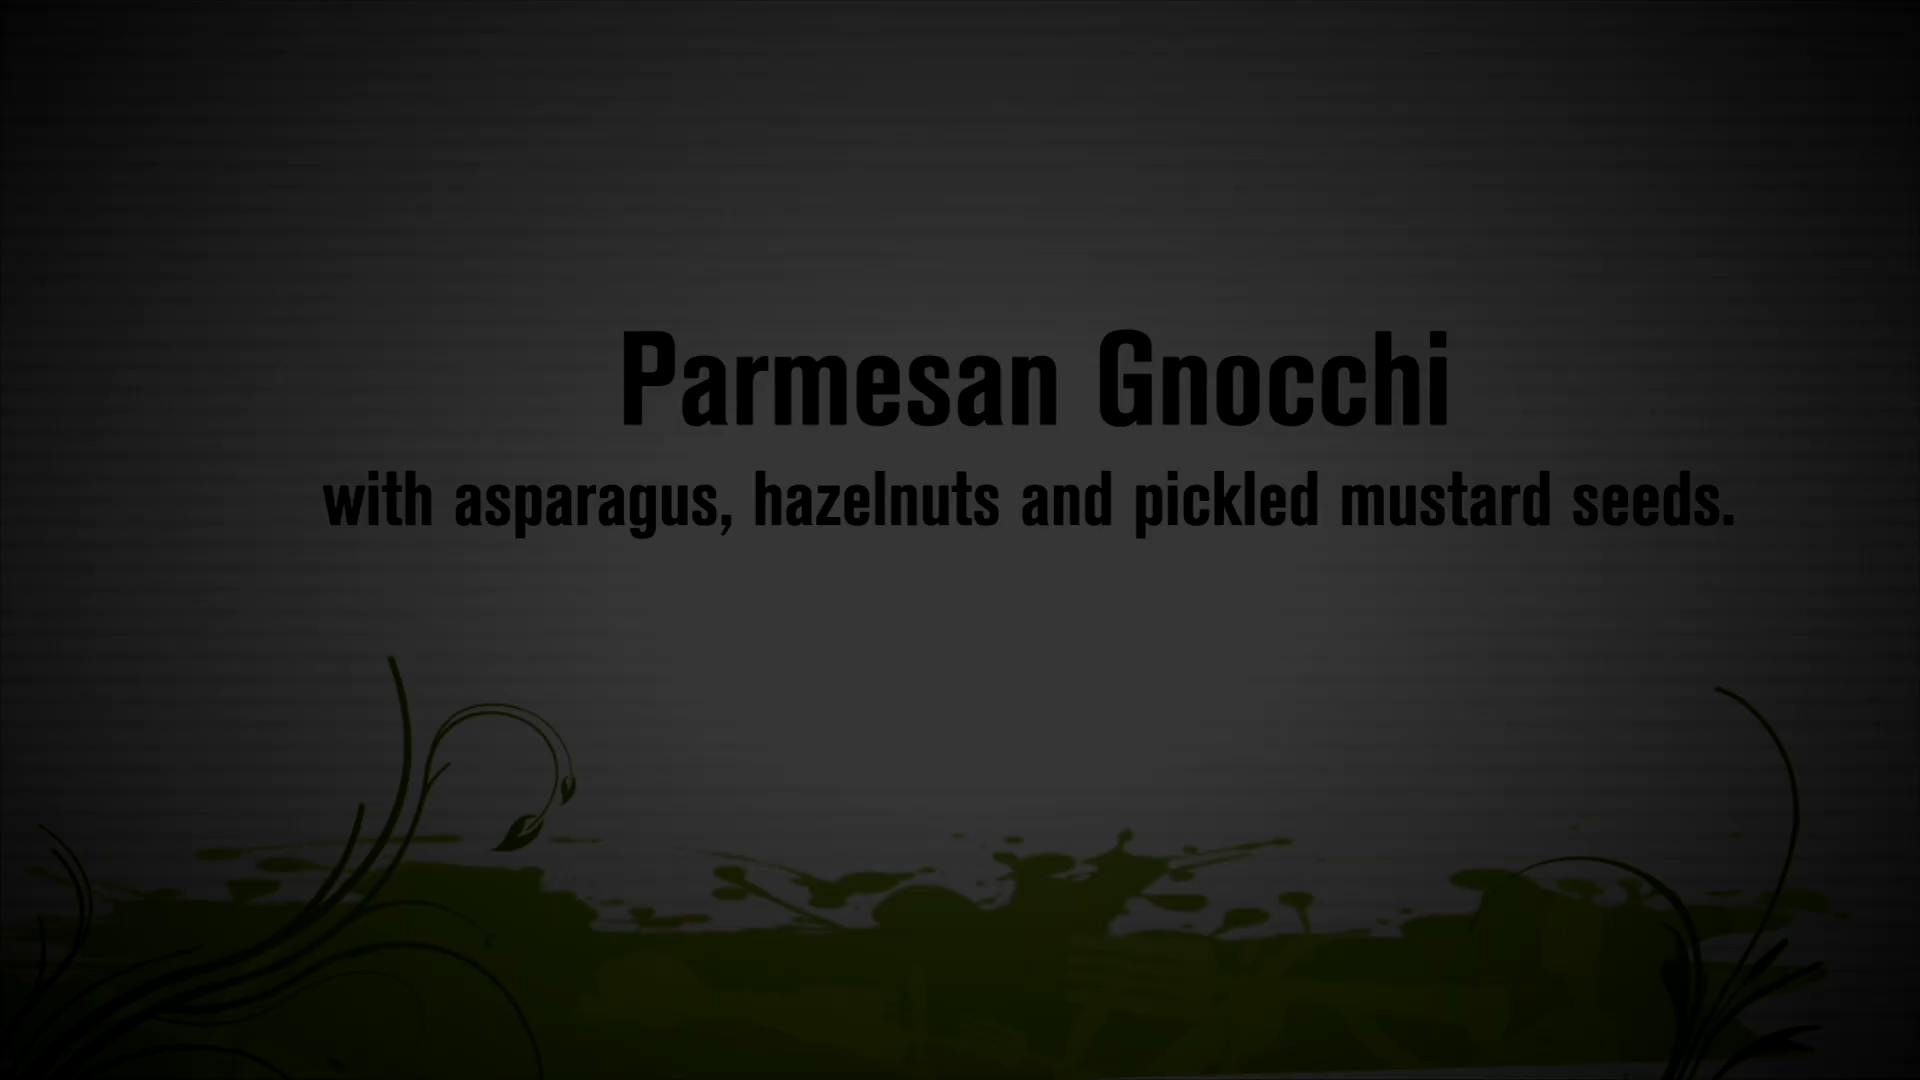 Parmesan Gnocchi
with asparagus, hazelnuts and pickled mustard seeds.